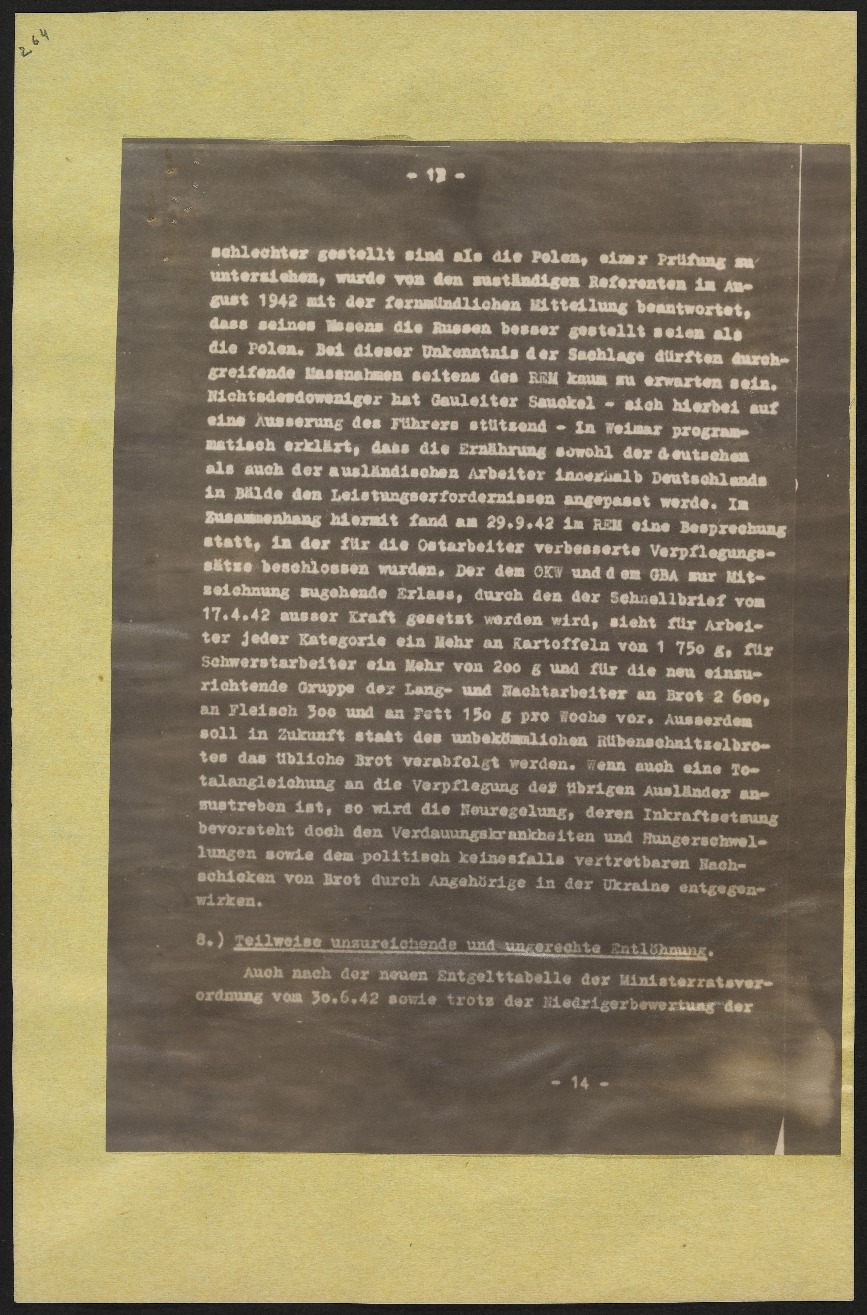 264
- 13 -
schlechter gestellt sind als die Polen, einer Prüfung zu
unterziehen, wurde von den zuständigen Referenten im Au-
gust 1942 mit der fernmündlichen Mitteilung beantwortet,
dass seines Wissens die Russen besser gestellt seien als
die Polen. Bei dieser Unkenntnis der Sachlage dürften durch-
greifende Massnahmen seitens des REM kaum zu erwarten sein.
Nichtsdestoweniger hat Gauleiter Sauckel - sich hierbei auf
eine Äusserung des Führers stützend - in Weimar program-
matisch erklärt, dass die Ernährung sowohl der deutschen
als auch der ausländischen Arbeiter innerhalb Deutschlands
in Bälde den Leistungserfordernissen angepasst werde. Im
Zusammenhang hiermit fand am 29.9.42 im REM eine Besprechung
statt, in der für die Ostarbeiter verbesserte Verpflegungs-
sätze beschlossen wurden. Der dem OKW und dem GBA zur Mit-
zeichnung zugehende Erlass, durch den der Schnellbrief vom
17.4.42 ausser Kraft gesetzt werden wird, sieht für Arbei-
ter jeder Kategorie ein Mehr an Kartoffeln von 1 75o g, für
Schwerstarbeiter ein Mehr von 2oo g und für die neu einzu-
richtende Gruppe der Lang- und Nachtarbeiter an Brot 2 6oo,
an Fleisch 3oo und an Fett 15o g pro Woche vor. Ausserdem
soll in Zukunft statt des unbekömmlichen Rübenschnitzelbro-
tes das übliche Brot verabfolgt werden. Wenn auch eine To-
talangleichung an die Verpflegung der übrigen Ausländer an-
zustreben ist, so wird die Neuregelung, deren Inkraftsetzung
bevorsteht doch den Verdauungskrankheiten und Hungerschwel-
lungen sowie dem politisch keinesfalls vertretbaren Nach-
schicken von Brot durch Angehörige in der Ukraine entgegen-
wirken.
8.) Teilweise unzureichende und ungerechte Entlöhnung.
Auch nach der neuen Entgelttabelle der Ministerratsver-
ordnung vom 3o.6.42 sowie trotz der Niedrigerbewertung der
- 14 -